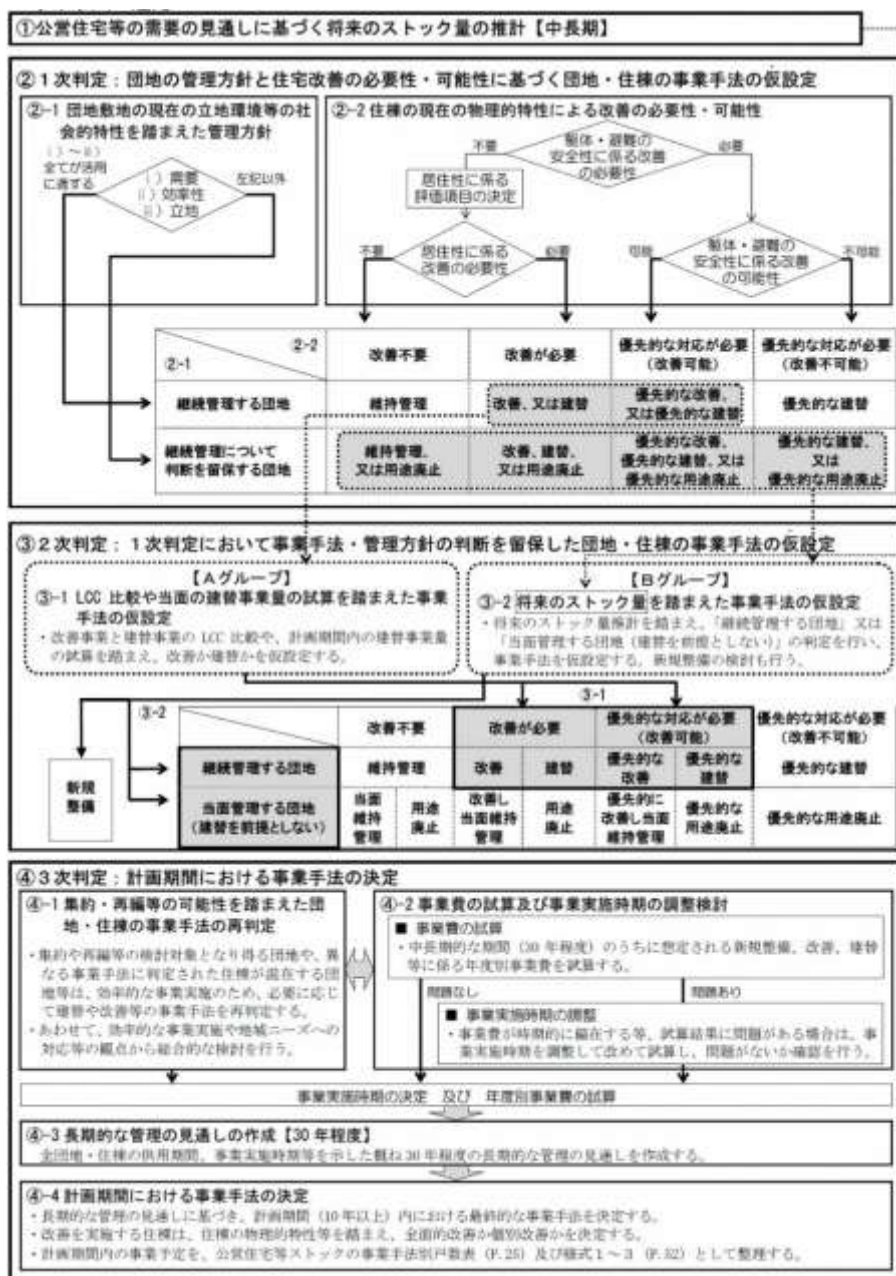 ①公営住宅等の需要の見通しに基づく将来のストック量の推計【中長期】
②1次判定：団地の管理方針と住宅改善の必要性・可能性に基づく団地・住棟の事業手法の仮設定
②-1 団地敷地の現在の立地環境等の社
会的特性を踏まえた管理方針
ⅰ)～ⅲ)
全てが活用
に適する
ⅰ) 需要
ⅱ) 効率性
ⅲ) 立地
左記以外
②-2 住棟の現在の物理的特性による改善の必要性・可能性
不要
躯体・避難の
安全性に係る改善
の必要性
必要
居住性に係る
評価項目の決定
不要
居住性に係る
改善の必要性
必要
可能
躯体・避難の
安全性に係る改善
の可能性
不可能
②-2
②-1
改善不要
改善が必要
優先的な対応が必要
（改善可能）
優先的な対応が必要
（改善不可能）
継続管理する団地
維持管理
改善、又は建替
優先的な改善、
又は優先的な建替
優先的な建替
継続管理について
判断を留保する団地
維持管理、
又は用途廃止
改善、建替、
又は用途廃止
優先的な改善、
優先的な建替、又は
優先的な用途廃止
優先的な建替、
又は
優先的な用途廃止
③2次判定：1次判定において事業手法・管理方針の判断を留保した団地・住棟の事業手法の仮設定
【Aグループ】
③-1 LCC 比較や当面の建替事業量の試算を踏まえた事業
手法の仮設定
・改善事業と建替事業の LCC 比較や、計画期間内の建替事業量
の試算を踏まえ、改善か建替かを仮設定する。
【Bグループ】
③-2 将来のストック量を踏まえた事業手法の仮設定
・将来のストック量推計を踏まえ、「継続管理する団地」又は
「当面管理する団地（建替を前提としない）」の判定を行い、
事業手法を仮設定する。新規整備の検討も行う。
③-1
③-2
改善不要
改善が必要
優先的な対応が必要
（改善可能）
優先的な対応が必要
（改善不可能）
新規
整備
継続管理する団地
維持管理
改善
建替
優先的な
改善
優先的な
建替
優先的な建替
当面管理する団地
（建替を前提としない）
当面
維持
管理
用途
廃止
改善し
当面維持
管理
用途
廃止
優先的に
改善し当面
維持管理
優先的な
用途廃止
優先的な用途廃止
④3次判定：計画期間における事業手法の決定
④-1 集約・再編等の可能性を踏まえた団
地・住棟の事業手法の再判定
・集約や再編等の検討対象となり得る団地や、異
なる事業手法に判定された住棟が混在する団
地等は、効率的な事業実施のため、必要に応じ
て建替や改善等の事業手法を再判定する。
・あわせて、効率的な事業実施や地域ニーズへの
対応等の観点から総合的な検討を行う。
④-2 事業費の試算及び事業実施時期の調整検討
■ 事業費の試算
・中長期的な期間（30 年程度）のうちに想定される新規整備、改善、建替
等に係る年度別事業費を試算する。
問題なし
問題あり
■ 事業実施時期の調整
・事業費が時期的に偏在する等、試算結果に問題がある場合は、事
業実施時期を調整して改めて試算し、問題がないか確認を行う。
事業実施時期の決定 及び 年度別事業費の試算
④-3 長期的な管理の見通しの作成【30 年程度】
全団地・住棟の供用期間、事業実施時期等を示した概ね 30 年程度の長期的な管理の見通しを作成する。
④-4 計画期間における事業手法の決定
・長期的な管理の見通しに基づき、計画期間（10 年以上）内における最終的な事業手法を決定する。
・改善を実施する住棟は、住棟の物理的特性等を踏まえ、全面的改善か個別改善かを決定する。
・計画期間内の事業予定を、公営住宅等ストックの事業手法別戸数表（P.25）及び様式1～3（P.52）として整理する。